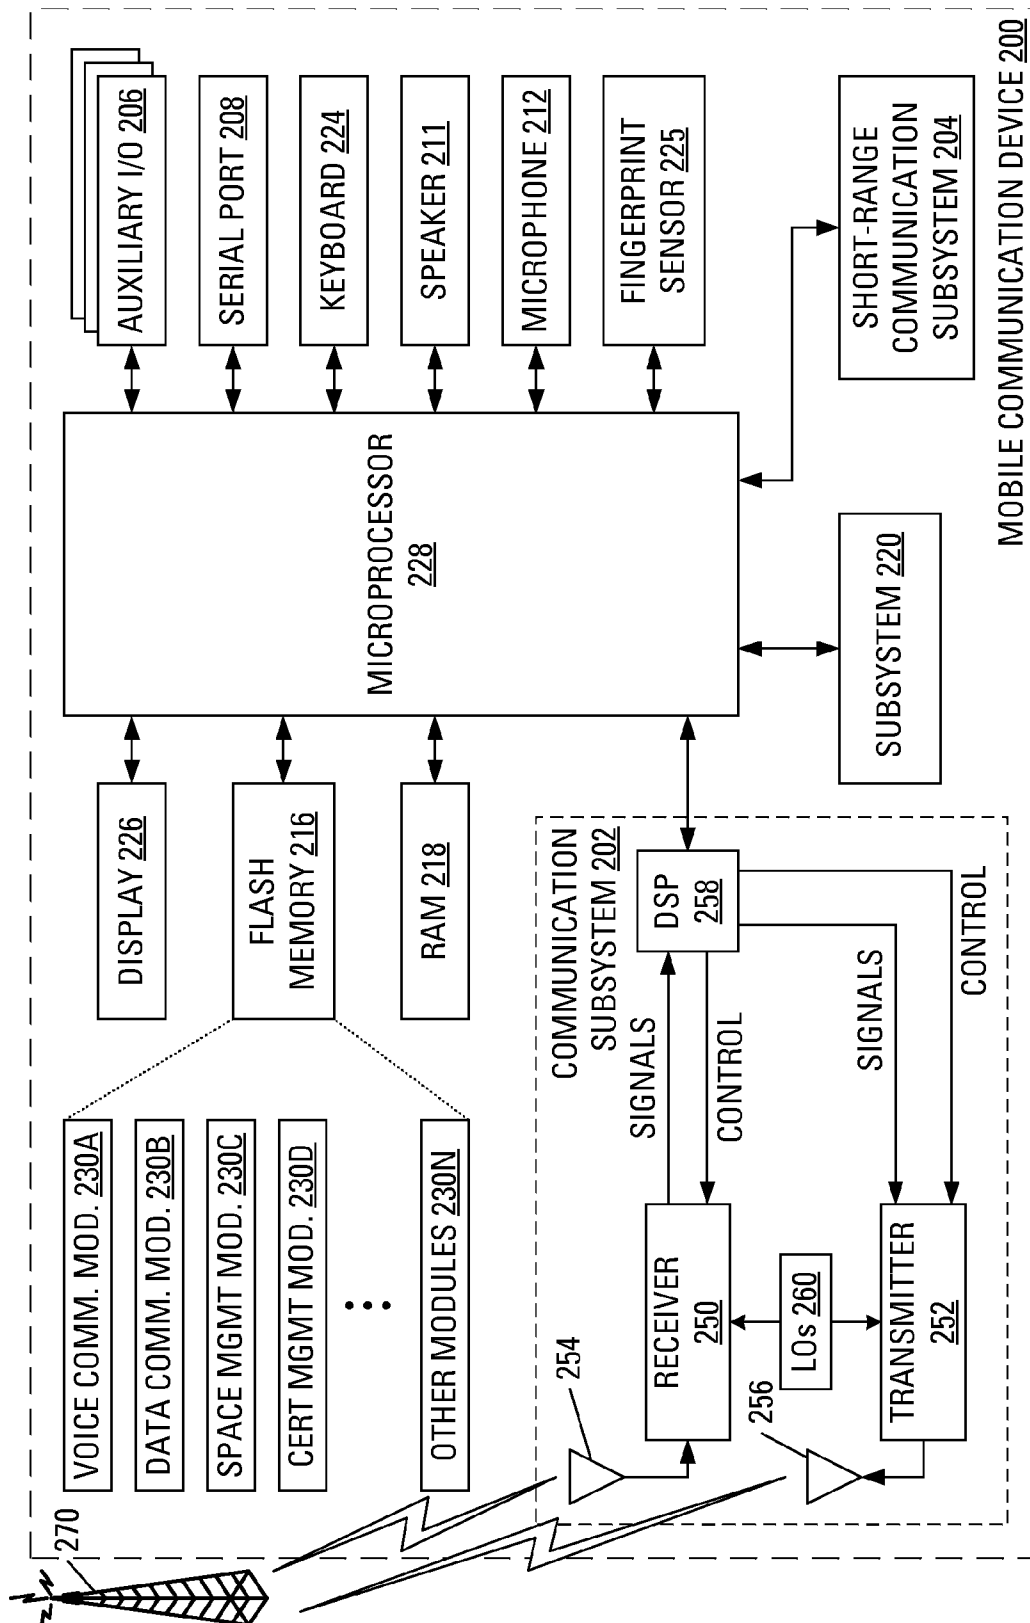 MOBILE COMMUNICATION DEVICE 200
270
VOICE COMM. MOD. 230A
DATA COMM. MOD. 230B
SPACE MGMT MOD. 230C
CERT MGMT MOD. 230D
•••
OTHER MODULES 230N
DISPLAY 226
FLASH
MEMORY 216
RAM 218
MICROPROCESSOR
228
AUXILIARY I/O 206
SERIAL PORT 208
KEYBOARD 224
SPEAKER 211
MICROPHONE 212
FINGERPRINT
SENSOR 225
COMMUNICATION
SUBSYSTEM 202
254
RECEIVER
250
SIGNALS
CONTROL
DSP
258
LOs 260
256
TRANSMITTER
252
SIGNALS
CONTROL
SUBSYSTEM 220
SHORT-RANGE
COMMUNICATION
SUBSYSTEM 204